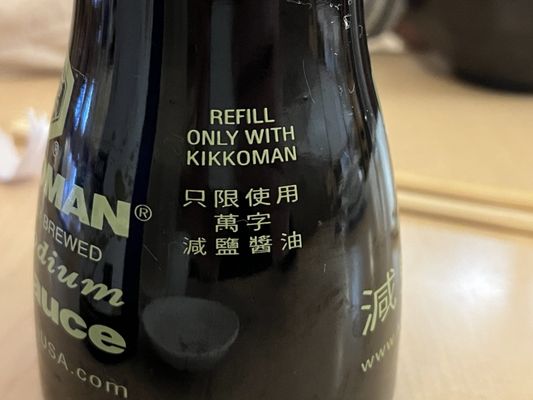 REFILL
ONLY WITH
KIKKOMAN
只限使用
萬字
減鹽醬油
MAN®
BREWED
dium
auce
USA.com
減
www.